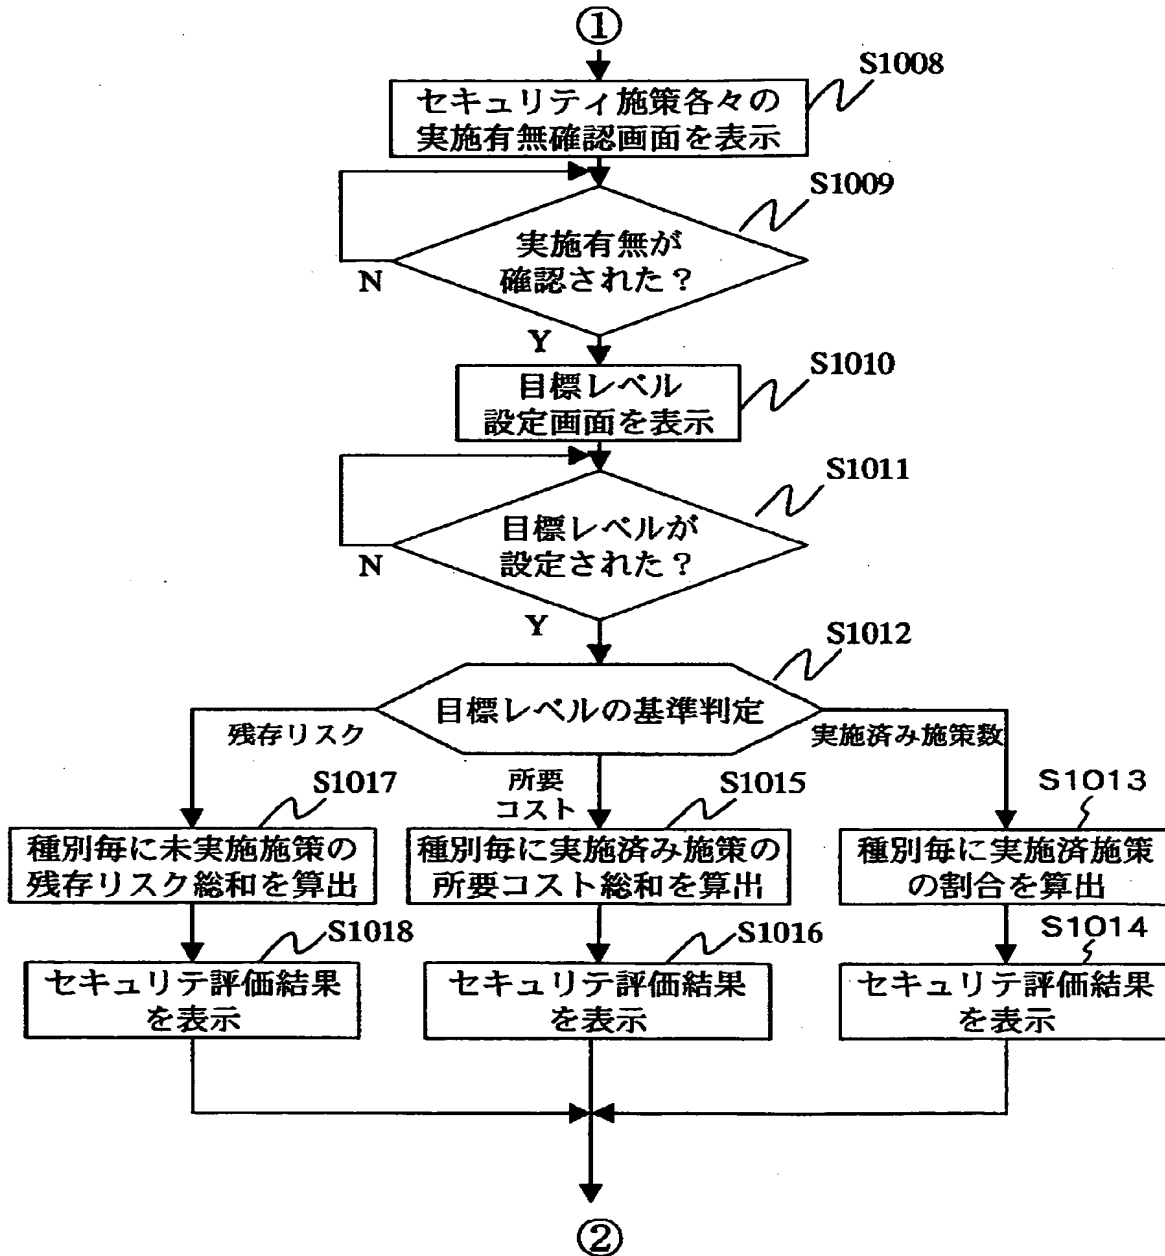 ①
S1008
セキュリティ施策各々の
実施有無確認画面を表示
S1009
実施有無が
確認された？
N
Y
S1010
目標レベル
設定画面を表示
S1011
目標レベルが
設定された？
N
Y
S1012
目標レベルの基準判定
残存リスク
所要
コスト
実施済み施策数
S1017
種別毎に未実施施策の
残存リスク総和を算出
S1015
種別毎に実施済み施策の
所要コスト総和を算出
S1013
種別毎に実施済施策
の割合を算出
S1018
セキュリテ評価結果
を表示
S1016
セキュリテ評価結果
を表示
S1014
セキュリテ評価結果
を表示
②